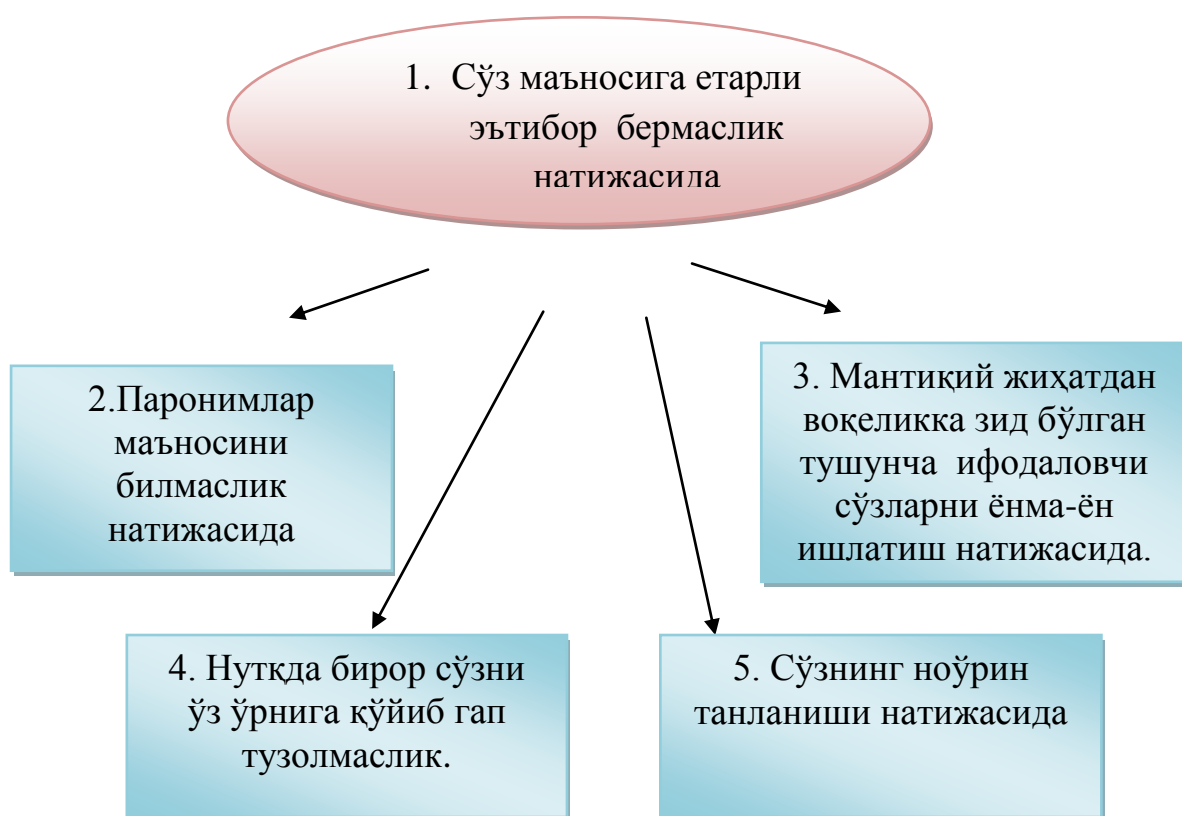 1. Сўз маъносига етарли
эътибор бермаслик
натижасида
2.Паронимлар
маъносини
билмаслик
натижасида
3. Мантиқий жиҳатдан
воқеликка зид бўлган
тушунча ифодаловчи
сўзларни ёнма-ён
ишлатиш натижасида.
4. Нутқда бирор сўзни
ўз ўрнига қўйиб гап
тузолмаслик.
5. Сўзнинг ноўрин
танланиши натижасида